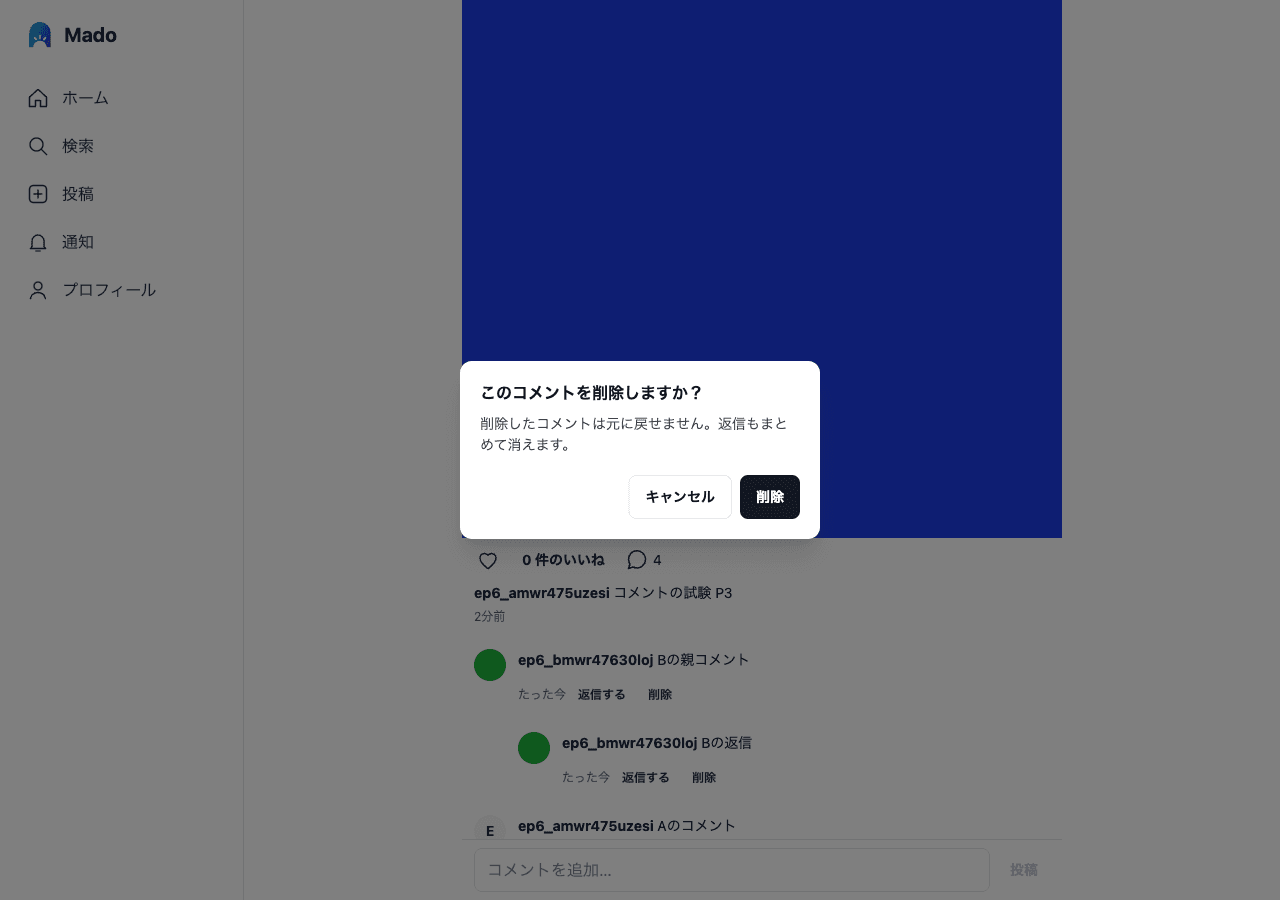 Mado
ホーム
検索
投稿
通知
プロフィール
このコメントを削除しますか？
削除したコメントは元に戻せません。返信もまと
めて消えます。
キャンセル 削除
0 件のいいね 4
ep6_amwr475uzesi コメントの試験 P3
2分前
ep6_bmwr47630loj Bの親コメント
たった今 返信する 削除
ep6_bmwr47630loj Bの返信
たった今 返信する 削除
E ep6_amwr475uzesi Aのコメント
コメントを追加... 投稿